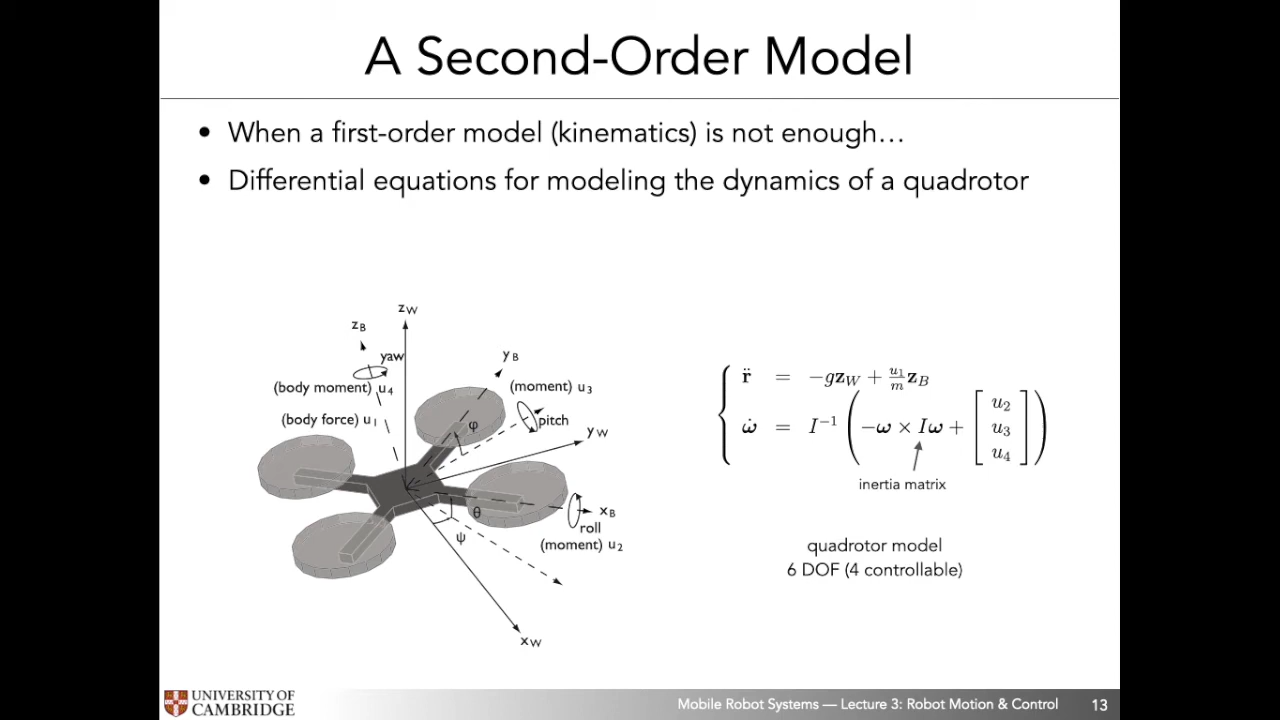 A Second-Order Model
• When a first-order model (kinematics) is not enough…
• Differential equations for modeling the dynamics of a quadrotor
z_W
z_B
yaw
y_B
(body moment) u_4
(moment) u_3
(body force) u_1
φ
pitch
y_W
θ
x_B
roll
ψ
(moment) u_2
x_W
r̈ = −gz_W + u_1/m z_B
ω̇ = I⁻¹ (−ω × Iω + [u_2 u_3 u_4])
inertia matrix
quadrotor model
6 DOF (4 controllable)
UNIVERSITY OF
CAMBRIDGE
Mobile Robot Systems — Lecture 3: Robot Motion & Control
13